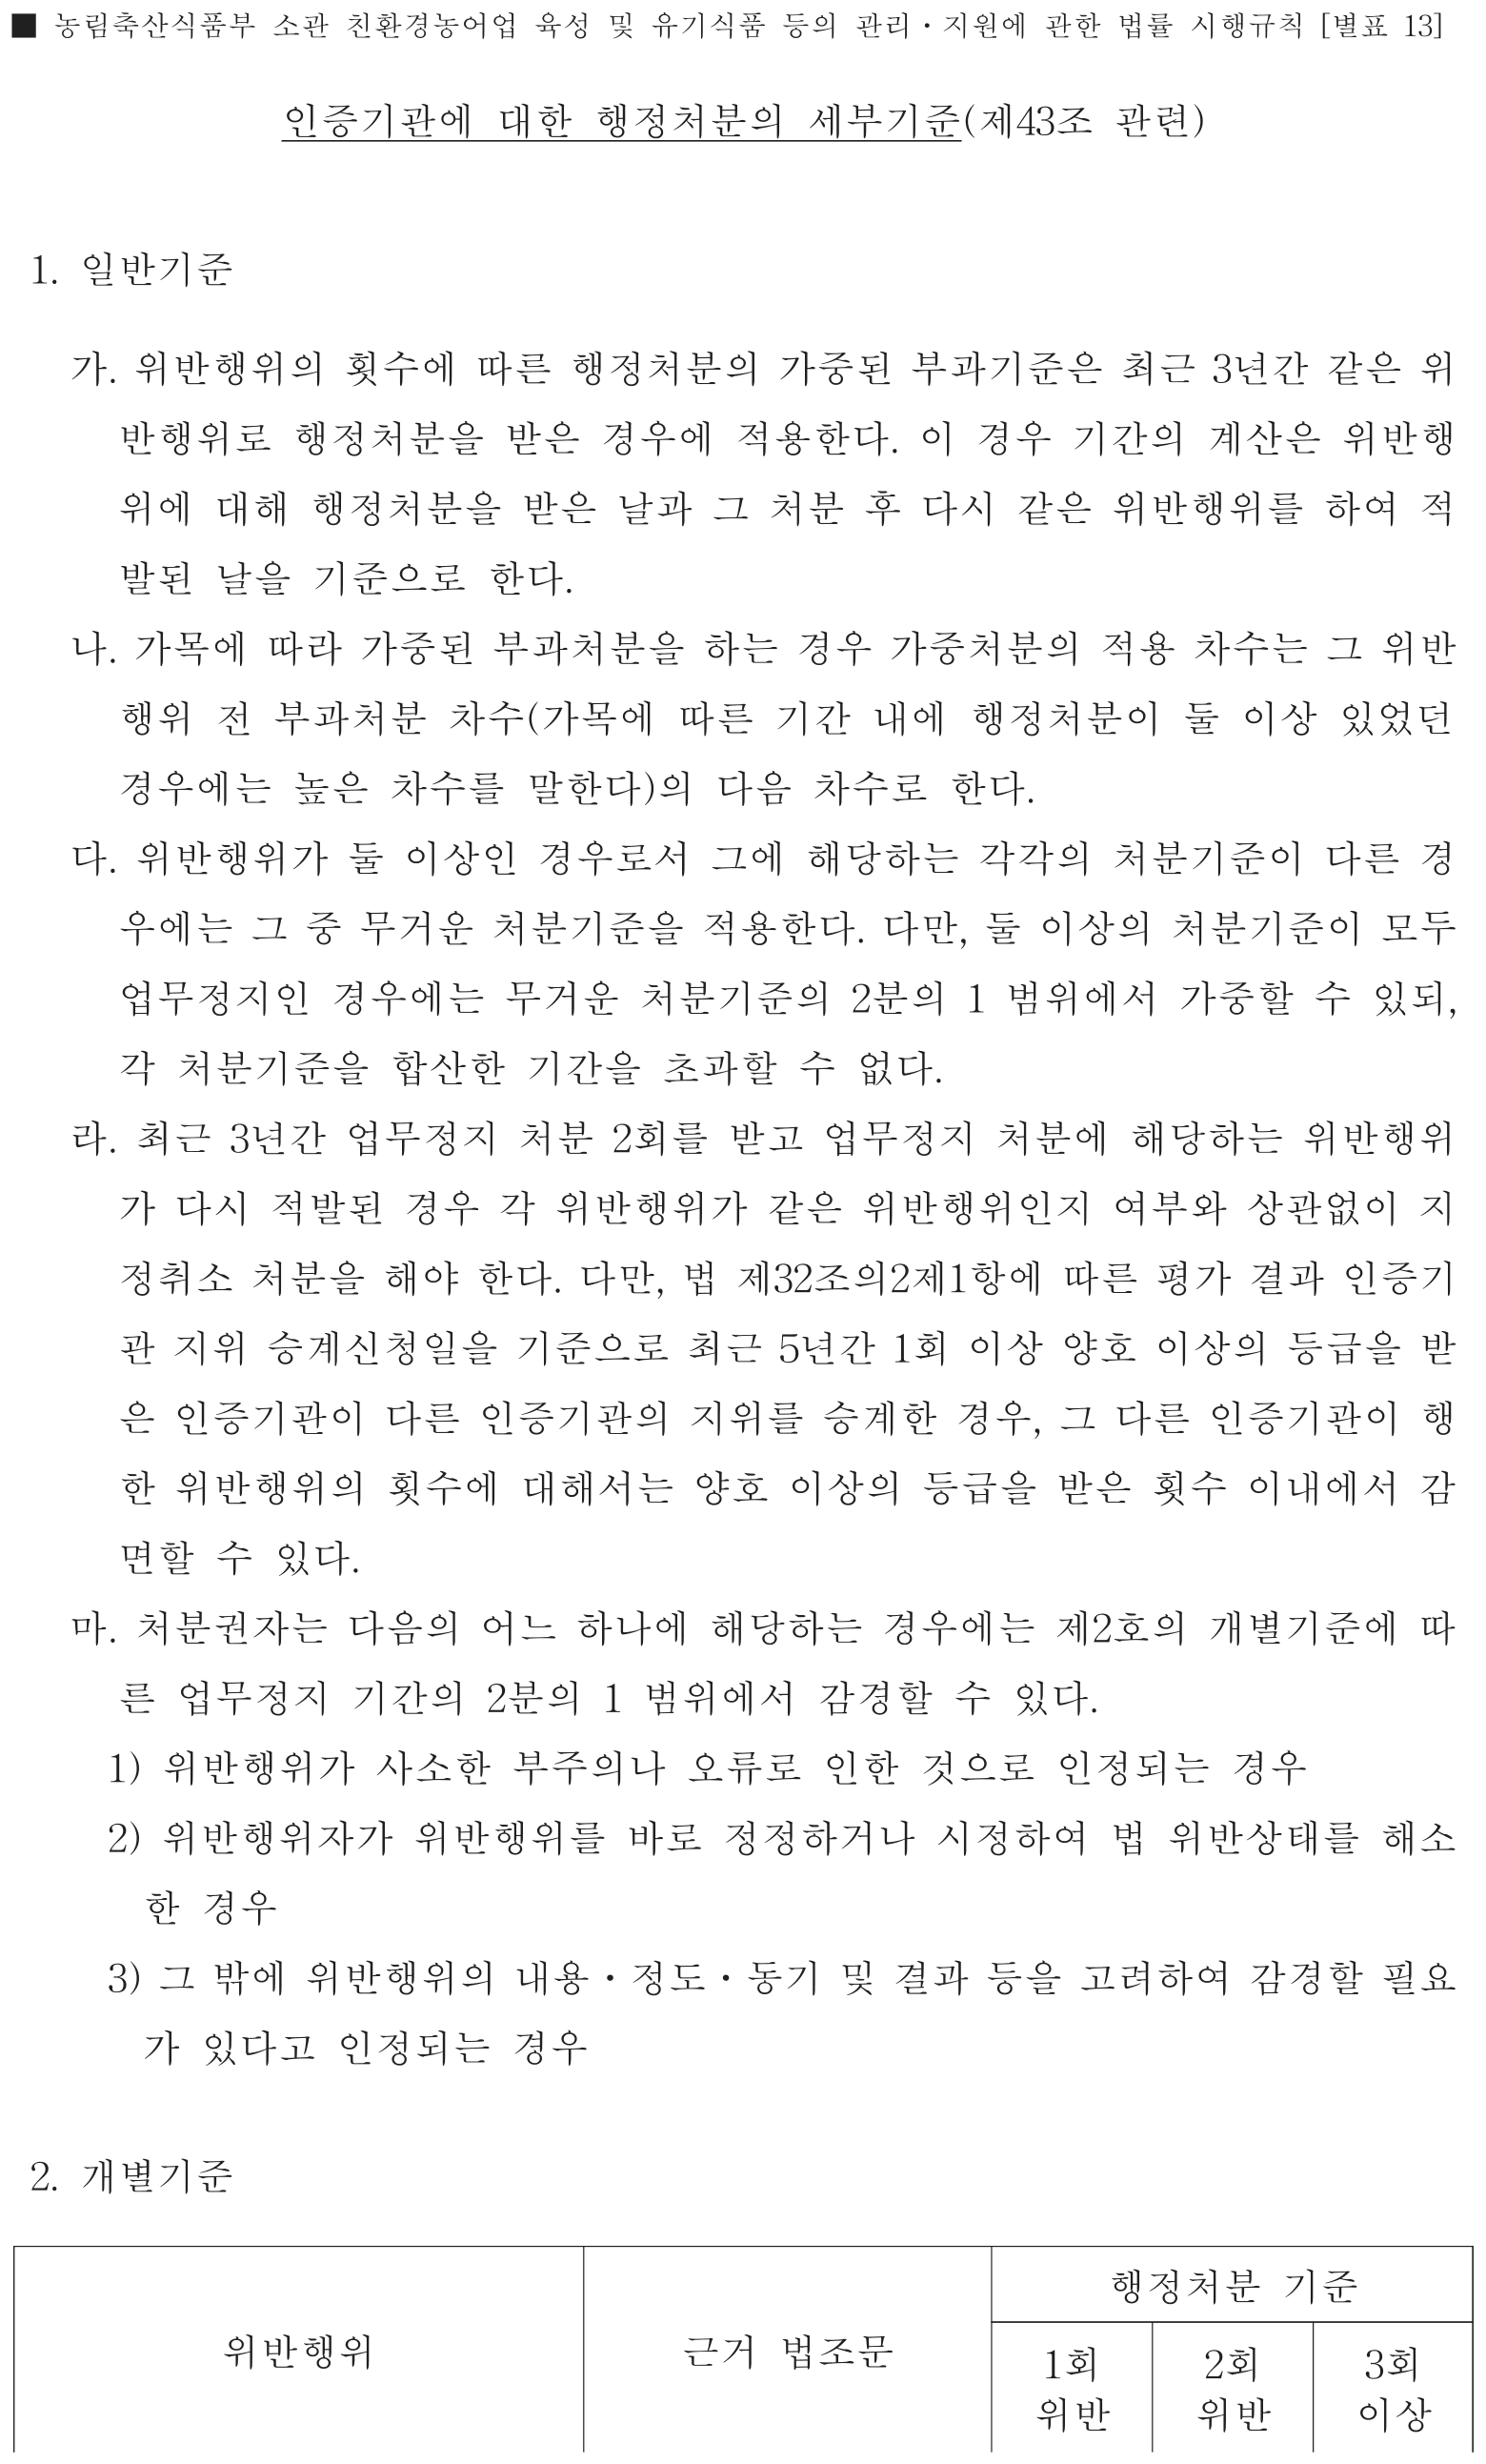 ■ 농림축산식품부 소관 친환경농어업 육성 및 유기식품 등의 관리・지원에 관한 법률 시행규칙 [별표 13]
인증기관에 대한 행정처분의 세부기준(제43조 관련)
1. 일반기준
가. 위반행위의 횟수에 따른 행정처분의 가중된 부과기준은 최근 3년간 같은 위
반행위로 행정처분을 받은 경우에 적용한다. 이 경우 기간의 계산은 위반행
위에 대해 행정처분을 받은 날과 그 처분 후 다시 같은 위반행위를 하여 적
발된 날을 기준으로 한다.
나. 가목에 따라 가중된 부과처분을 하는 경우 가중처분의 적용 차수는 그 위반
행위 전 부과처분 차수(가목에 따른 기간 내에 행정처분이 둘 이상 있었던
경우에는 높은 차수를 말한다)의 다음 차수로 한다.
다. 위반행위가 둘 이상인 경우로서 그에 해당하는 각각의 처분기준이 다른 경
우에는 그 중 무거운 처분기준을 적용한다. 다만, 둘 이상의 처분기준이 모두
업무정지인 경우에는 무거운 처분기준의 2분의 1 범위에서 가중할 수 있되,
각 처분기준을 합산한 기간을 초과할 수 없다.
라. 최근 3년간 업무정지 처분 2회를 받고 업무정지 처분에 해당하는 위반행위
가 다시 적발된 경우 각 위반행위가 같은 위반행위인지 여부와 상관없이 지
정취소 처분을 해야 한다. 다만, 법 제32조의2제1항에 따른 평가 결과 인증기
관 지위 승계신청일을 기준으로 최근 5년간 1회 이상 양호 이상의 등급을 받
은 인증기관이 다른 인증기관의 지위를 승계한 경우, 그 다른 인증기관이 행
한 위반행위의 횟수에 대해서는 양호 이상의 등급을 받은 횟수 이내에서 감
면할 수 있다.
마. 처분권자는 다음의 어느 하나에 해당하는 경우에는 제2호의 개별기준에 따
른 업무정지 기간의 2분의 1 범위에서 감경할 수 있다.
1) 위반행위가 사소한 부주의나 오류로 인한 것으로 인정되는 경우
2) 위반행위자가 위반행위를 바로 정정하거나 시정하여 법 위반상태를 해소
한 경우
3) 그 밖에 위반행위의 내용・정도・동기 및 결과 등을 고려하여 감경할 필요
가 있다고 인정되는 경우
2. 개별기준
행정처분 기준
위반행위 근거 법조문
1회 2회 3회
위반 위반 이상